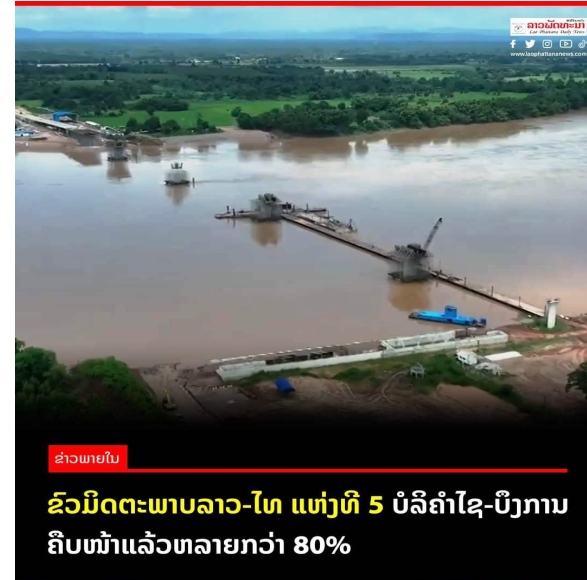 ລາວພັດທະນາ
Lao Phattana Daily News
www.laophattananews.com
ຂ່າວພາຍໃນ
ຂົວມິດຕະພາບລາວ-ໄທ ແຫ່ງທີ 5 ບໍລິຄຳໄຊ-ບຶງການ
ຄືບໜ້າແລ້ວຫລາຍກວ່າ 80%